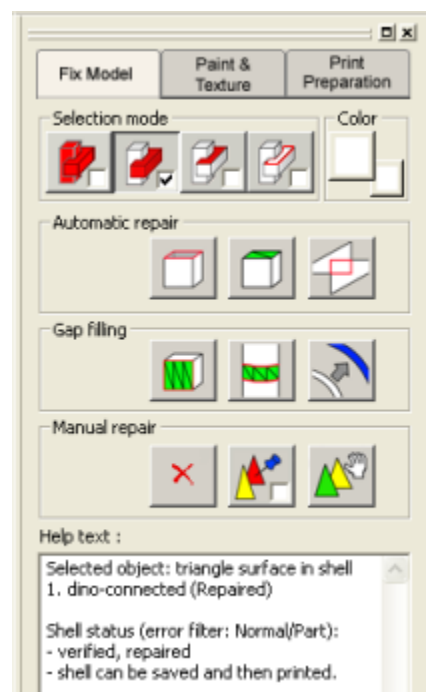 Fix Model
Paint &
Texture
Print
Preparation
Selection mode
Color
Automatic repair
Gap filling
Manual repair
Help text :
Selected object: triangle surface in shell
1. dino-connected (Repaired)
Shell status (error filter: Normal/Part):
- verified, repaired
- shell can be saved and then printed.